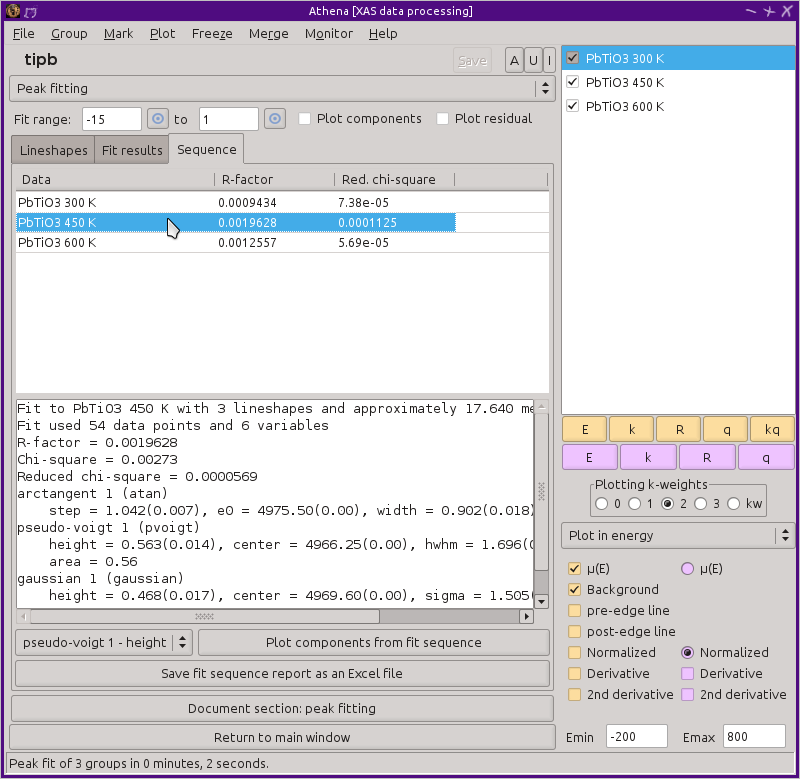 Athena [XAS data processing]
File Group Mark Plot Freeze Merge Monitor Help
tipb
Save A U I
Peak fitting
Fit range: -15 to 1 Plot components Plot residual
Lineshapes Fit results Sequence
Data R-factor Red. chi-square
PbTiO3 300 K 0.0009434 7.38e-05
PbTiO3 450 K 0.0019628 0.0001125
PbTiO3 600 K 0.0012557 5.69e-05
Fit to PbTiO3 450 K with 3 lineshapes and approximately 17.640 me
Fit used 54 data points and 6 variables
R-factor = 0.0019628
Chi-square = 0.00273
Reduced chi-square = 0.0000569
arctangent 1 (atan)
step = 1.042(0.007), e0 = 4975.50(0.00), width = 0.902(0.018)
pseudo-voigt 1 (pvoigt)
height = 0.563(0.014), center = 4966.25(0.00), hwhm = 1.696(0
area = 0.56
gaussian 1 (gaussian)
height = 0.468(0.017), center = 4969.60(0.00), sigma = 1.505(
pseudo-voigt 1 - height Plot components from fit sequence
Save fit sequence report as an Excel file
Document section: peak fitting
Return to main window
Peak fit of 3 groups in 0 minutes, 2 seconds.
PbTiO3 300 K
PbTiO3 450 K
PbTiO3 600 K
E k R q kq
E k R q
Plotting k-weights
0 1 2 3 kw
Plot in energy
μ(E) μ(E)
Background
pre-edge line
post-edge line
Normalized Normalized
Derivative Derivative
2nd derivative 2nd derivative
Emin -200 Emax 800